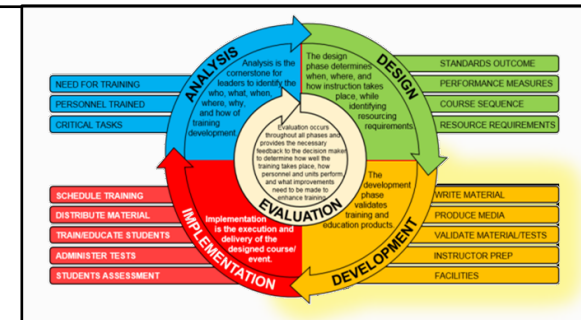 ANALYSIS
Analysis is the
cornerstone for
leaders to identify the
who, what, when,
where, why,
and how of
training
development.
NEED FOR TRAINING
PERSONNEL TRAINED
CRITICAL TASKS
DESIGN
The design
phase determines
when, where, and
how instruction takes
place, while
identifying
resourcing
requirements.
STANDARDS OUTCOME
PERFORMANCE MEASURES
COURSE SEQUENCE
RESOURCE REQUIREMENTS
Evaluation occurs
throughout all phases and
provides the necessary
feedback to the decision maker
to determine how well the
training takes place, how
personnel and units perform,
and what improvements
need to be made to
enhance training.
EVALUATION
SCHEDULE TRAINING
DISTRIBUTE MATERIAL
TRAIN/EDUCATE STUDENTS
ADMINISTER TESTS
STUDENTS ASSESSMENT
Implementation
is the execution and
delivery of the
designed course/
event.
IMPLEMENTATION
The
development
phase
validates
training and
education products.
DEVELOPMENT
WRITE MATERIAL
PRODUCE MEDIA
VALIDATE MATERIAL/TESTS
INSTRUCTOR PREP
FACILITIES